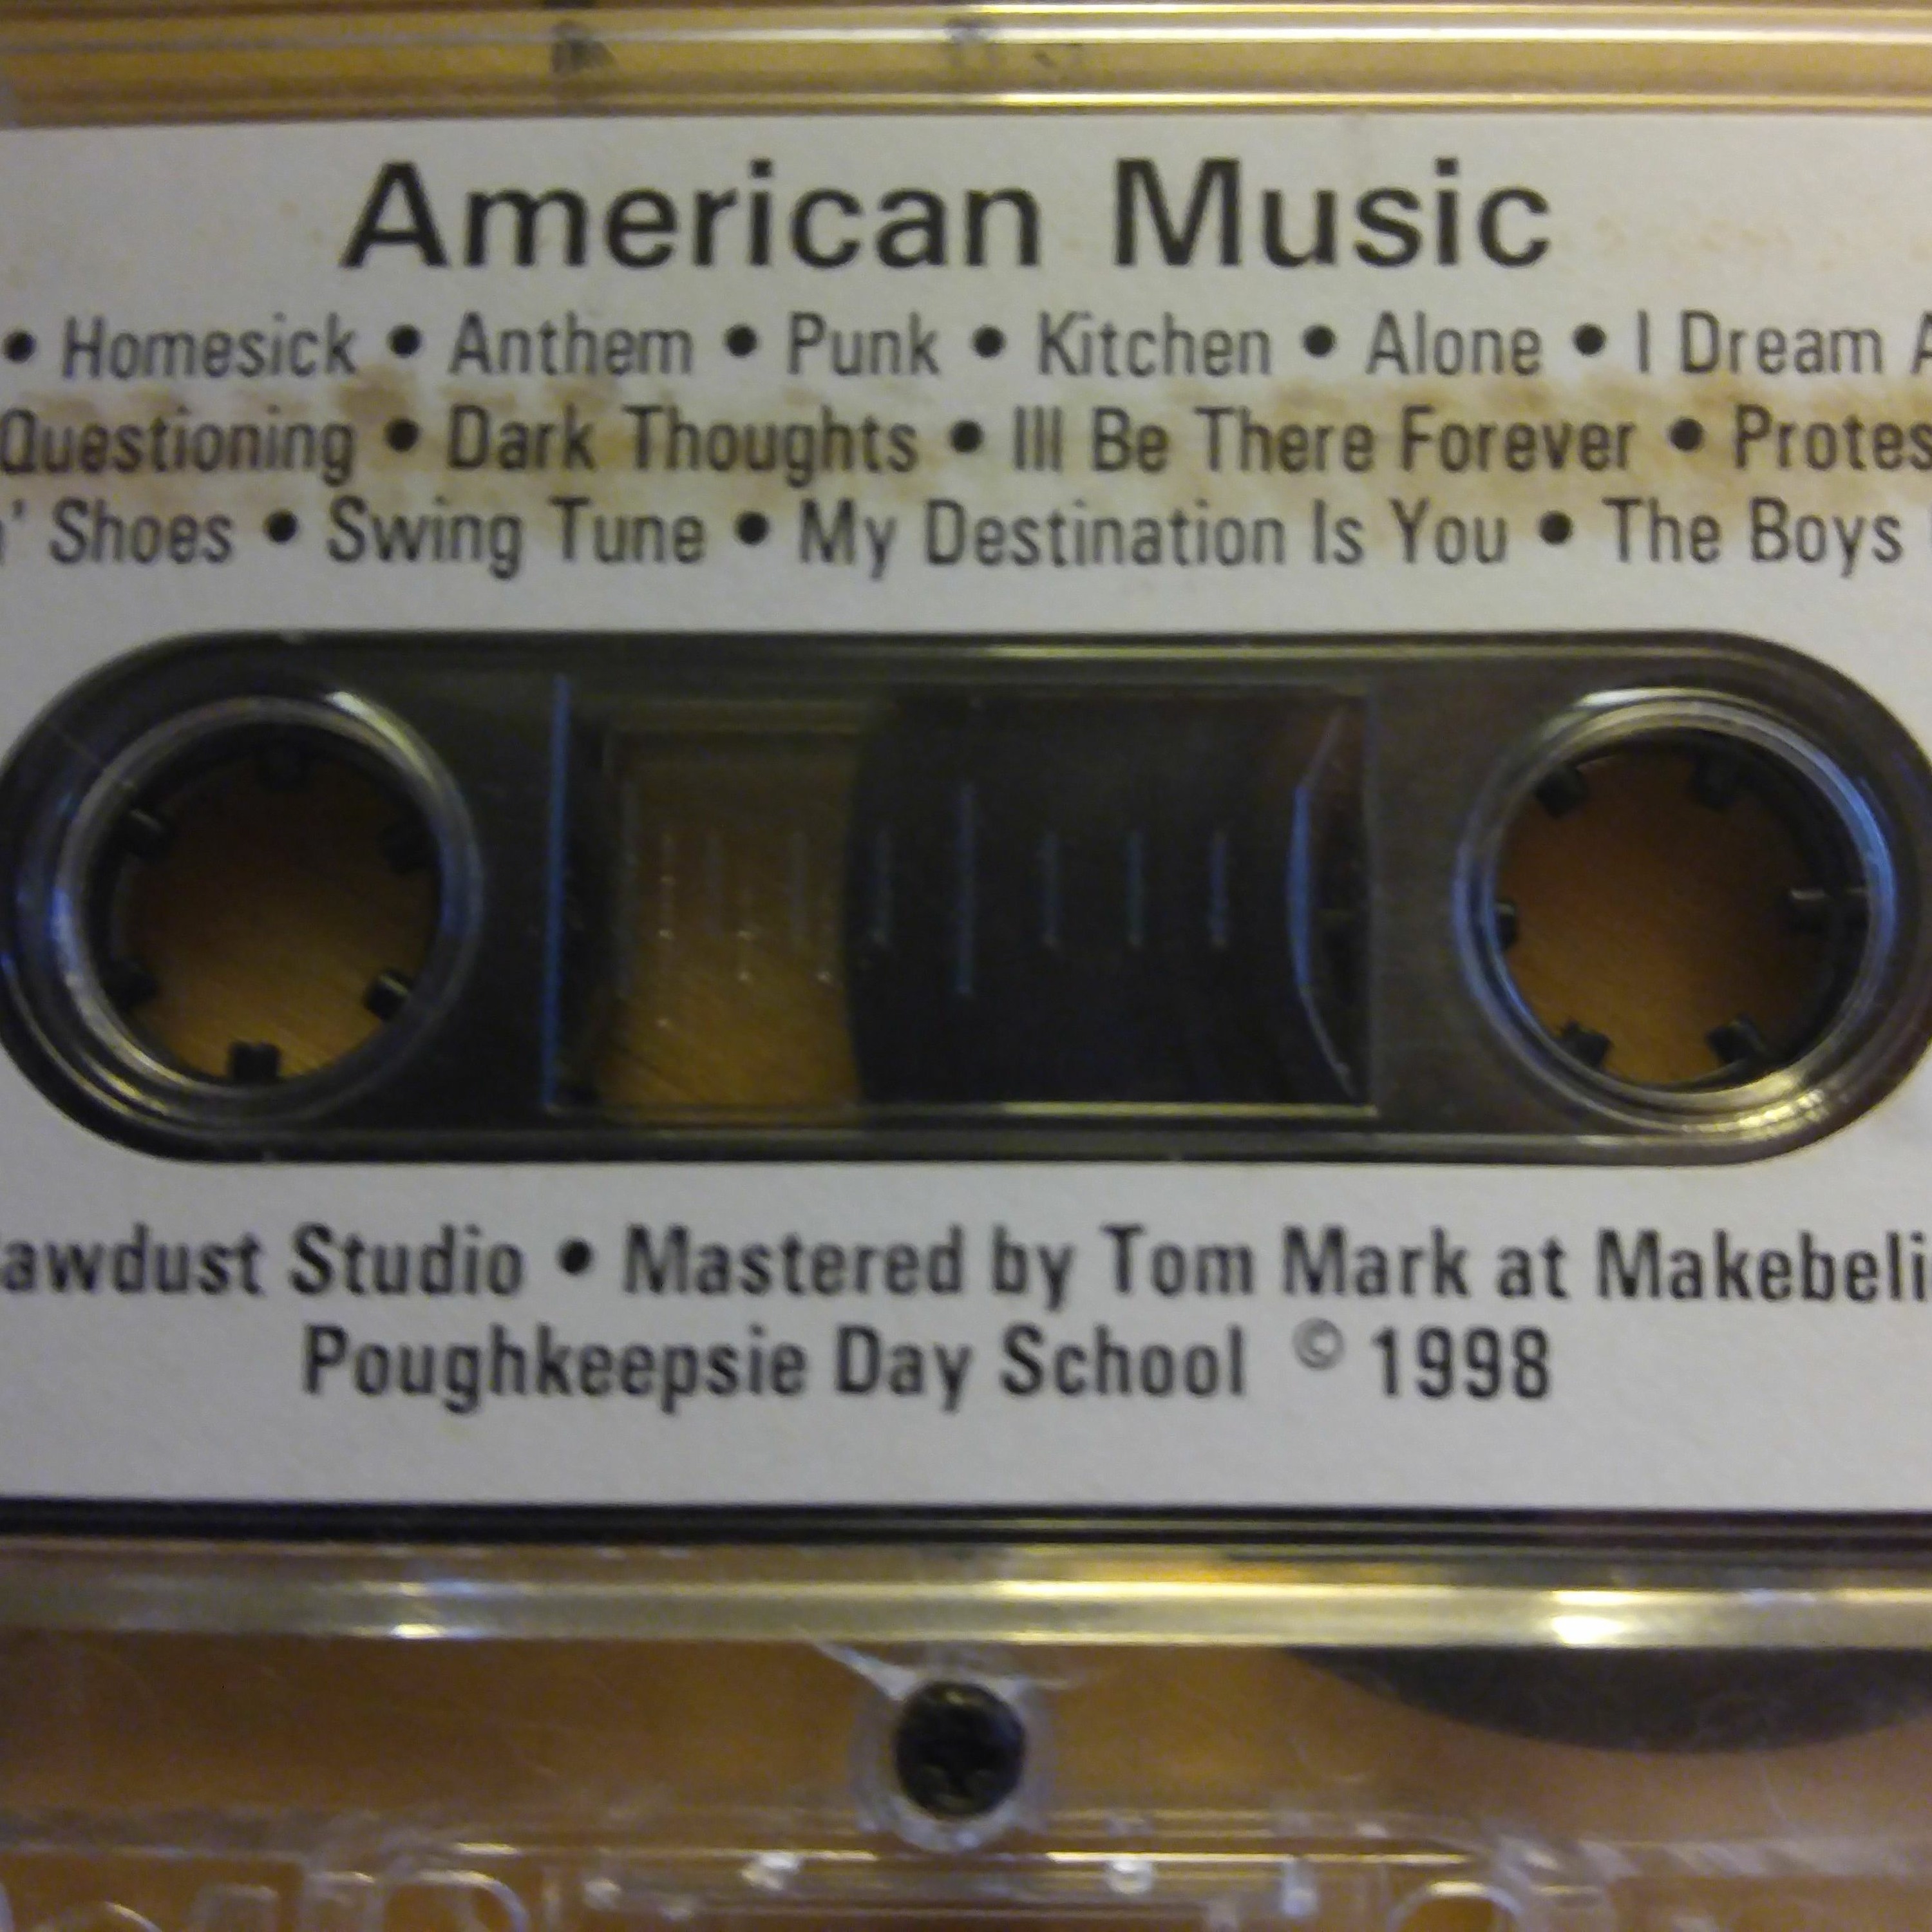 American Music
• Homesick • Anthem • Punk • Kitchen • Alone • I Dream A
Questioning • Dark Thoughts • Ill Be There Forever • Protes
' Shoes • Swing Tune • My Destination Is You • The Boys
awdust Studio • Mastered by Tom Mark at Makebeli
Poughkeepsie Day School © 1998